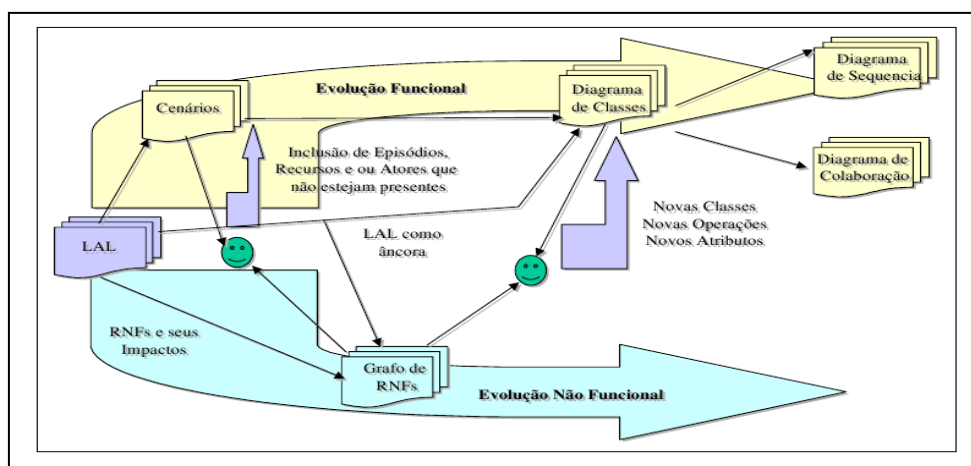 Evolução Funcional
Cenários
Diagrama
de Classes
Diagrama
de Sequencia
Diagrama de
Colaboração
Inclusão de Episódios,
Recursos e ou Atores que
não estejam presentes
LAL
LAL como
âncora
Novas Classes
Novas Operações
Novos Atributos
RNFs e seus
Impactos
Grafo de
RNFs
Evolução Não Funcional